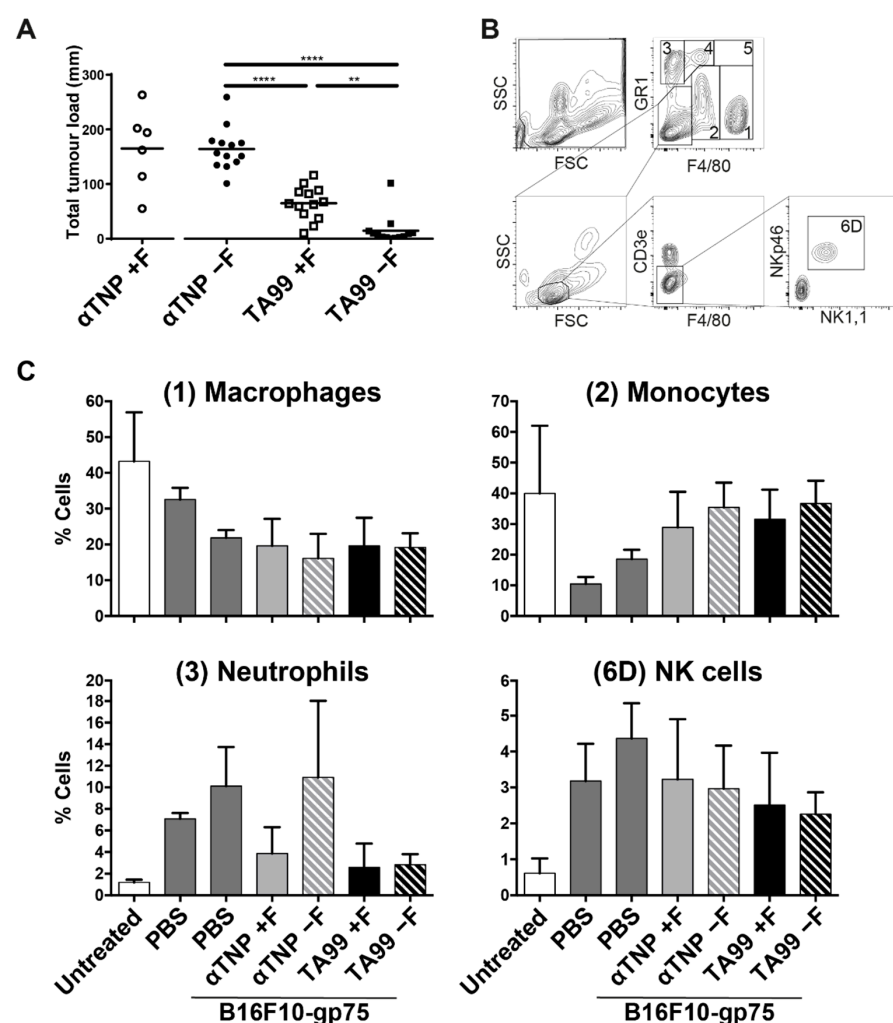 A
Total tumour load (mm)
300
200
100
0
****
****
**
αTNP +F
αTNP –F
TA99 +F
TA99 –F
B
SSC
FSC
GR1
F4/80
3
4
5
2
1
SSC
FSC
CD3e
F4/80
NKp46
NK1,1
6D
C
(1) Macrophages
% Cells
60
50
40
30
20
10
0
(2) Monocytes
70
60
50
40
30
20
10
0
(3) Neutrophils
% Cells
20
18
16
14
12
10
8
6
4
2
0
Untreated
PBS
PBS
αTNP +F
αTNP –F
TA99 +F
TA99 –F
B16F10-gp75
(6D) NK cells
6
5
4
3
2
1
0
Untreated
PBS
PBS
αTNP +F
αTNP –F
TA99 +F
TA99 –F
B16F10-gp75